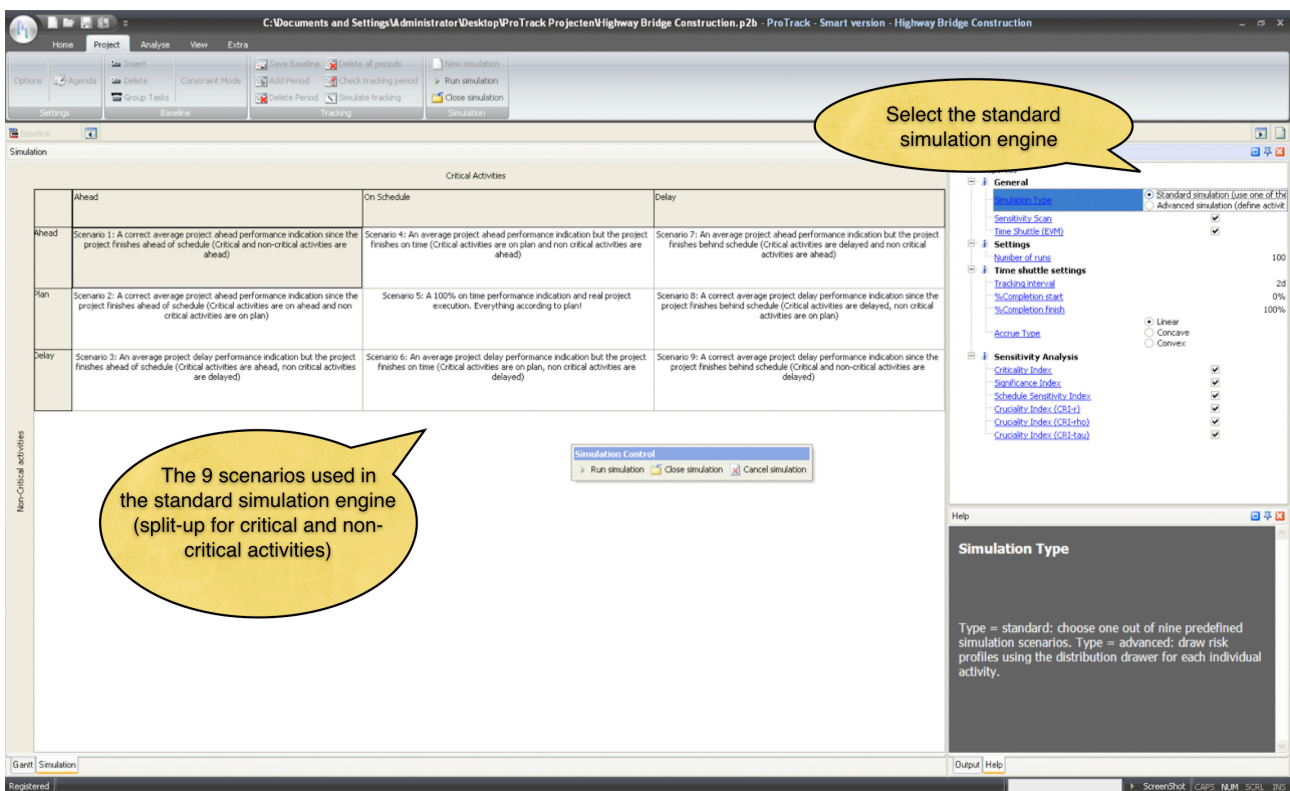 C:\Documents and Settings\Administrator\Desktop\ProTrack Projecten\Highway Bridge Construction.p2b - ProTrack - Smart version - Highway Bridge Construction
Home Project Analyse View Extra
Options
Agenda
Settings
Insert
Delete
Group Tasks
Constraint Mode
Baseline
Save Baseline
Add Period
Delete Period
Delete all periods
Check tracking period
Simulate tracking
Tracking
New simulation
Run simulation
Close simulation
Simulation
Select the standard
simulation engine
Baseline
Simulation
Critical Activities
Ahead
On Schedule
Delay
Ahead
Scenario 1: A correct average project ahead performance indication since the
project finishes ahead of schedule (Critical and non-critical activities are
ahead)
Scenario 4: An average project ahead performance indication but the project
finishes on time (Critical activities are on plan and non critical activities are
ahead)
Scenario 7: An average project ahead performance indication but the project
finishes behind schedule (Critical activities are delayed and non critical
activities are ahead)
Plan
Scenario 2: A correct average project ahead performance indication since the
project finishes ahead of schedule (Critical activities are on ahead and non
critical activities are on plan)
Scenario 5: A 100% on time performance indication and real project
execution. Everything according to plan!
Scenario 8: A correct average project delay performance indication since the
project finishes behind schedule (Critical activities are delayed, non critical
activities are on plan)
Delay
Scenario 3: An average project delay performance indication but the project
finishes ahead of schedule (Critical activities are ahead, non critical activities
are delayed)
Scenario 6: An average project delay performance indication but the project
finishes on time (Critical activities are on plan, non critical activities are
delayed)
Scenario 9: A correct average project delay performance indication since the
project finishes behind schedule (Critical and non-critical activities are
delayed)
Non-Critical activities
The 9 scenarios used in
the standard simulation engine
(split-up for critical and non-
critical activities)
Simulation Control
Run simulation Close simulation Cancel simulation
General
Simulation Type
Standard simulation (use one of the
Advanced simulation (define activit
Sensitivity Scan
Time Shuttle (EVM)
Settings
Number of runs 100
Time shuttle settings
Tracking interval 2d
%Completion start 0%
%Completion finish 100%
Accrue Type
Linear
Concave
Convex
Sensitivity Analysis
Criticality Index
Significance Index
Schedule Sensitivity Index
Cruciality Index (CRI-r)
Cruciality Index (CRI-rho)
Cruciality Index (CRI-tau)
Help
Simulation Type
Type = standard: choose one out of nine predefined
simulation scenarios. Type = advanced: draw risk
profiles using the distribution drawer for each individual
activity.
Gantt Simulation
Output Help
Registered
ScreenShot CAPS NUM SCRL INS